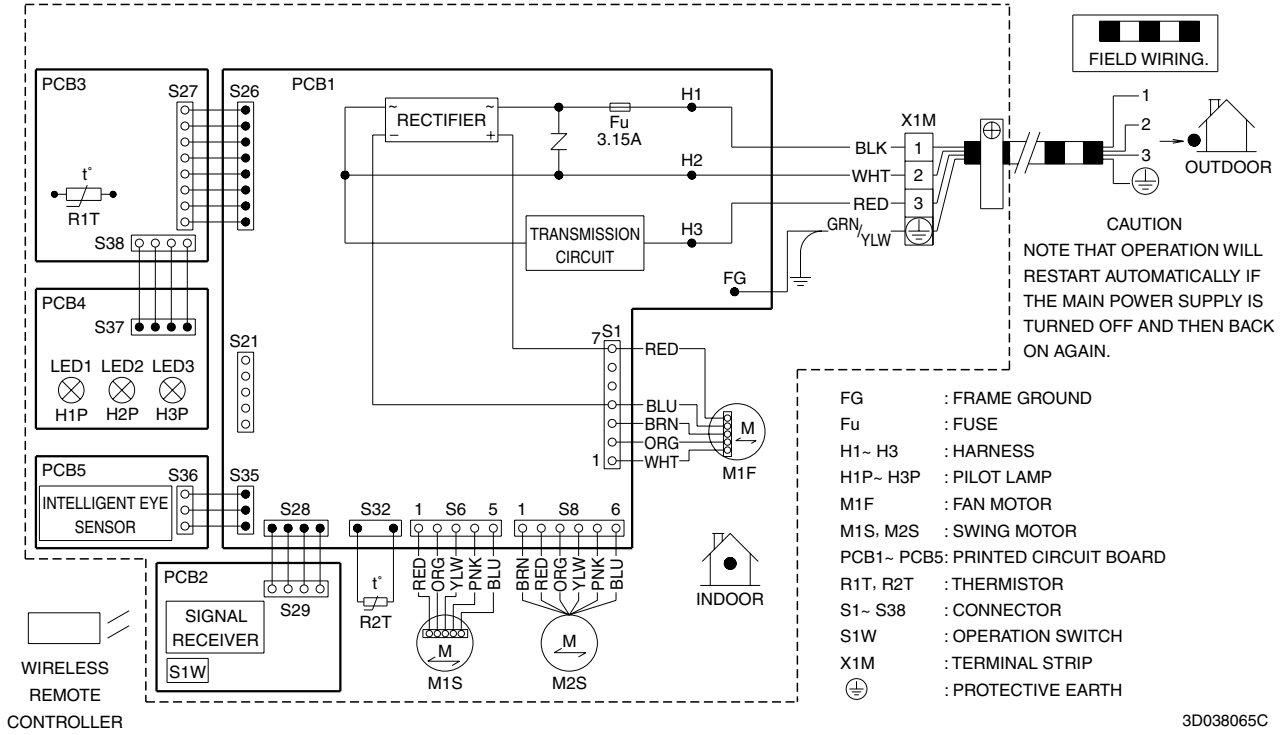 PCB3
S27
S26
t°
R1T
S38
PCB4
S37
LED1 LED2 LED3
H1P H2P H3P
PCB5
S36
S35
INTELLIGENT EYE
SENSOR
PCB1
~
~
RECTIFIER
−
+
Fu
3.15A
H1
H2
TRANSMISSION
CIRCUIT
H3
FG
S21
S1
7
1
RED
BLU
BRN
ORG
WHT
M
M1F
X1M
BLK 1
WHT 2
RED 3
GRN/YLW
FIELD WIRING.
1
2
3
OUTDOOR
CAUTION
NOTE THAT OPERATION WILL
RESTART AUTOMATICALLY IF
THE MAIN POWER SUPPLY IS
TURNED OFF AND THEN BACK
ON AGAIN.
S28
S32
1 S6 5
1 S8 6
RED
ORG
YLW
PNK
BLU
BRN
RED
ORG
YLW
PNK
BLU
PCB2
S29
SIGNAL
RECEIVER
S1W
t°
R2T
M
M1S
M
M2S
INDOOR
WIRELESS
REMOTE
CONTROLLER
FG : FRAME GROUND
Fu : FUSE
H1~ H3 : HARNESS
H1P~ H3P : PILOT LAMP
M1F : FAN MOTOR
M1S, M2S : SWING MOTOR
PCB1~ PCB5: PRINTED CIRCUIT BOARD
R1T, R2T : THERMISTOR
S1~ S38 : CONNECTOR
S1W : OPERATION SWITCH
X1M : TERMINAL STRIP
: PROTECTIVE EARTH
3D038065C